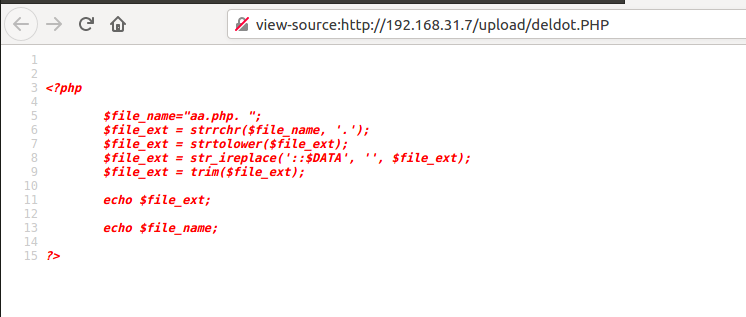 view-source:http://192.168.31.7/upload/deldot.PHP
1
2
3 <?php
4
5 $file_name="aa.php. ";
6 $file_ext = strrchr($file_name, '.');
7 $file_ext = strtolower($file_ext);
8 $file_ext = str_ireplace('::$DATA', '', $file_ext);
9 $file_ext = trim($file_ext);
10
11 echo $file_ext;
12
13 echo $file_name;
14
15 ?>